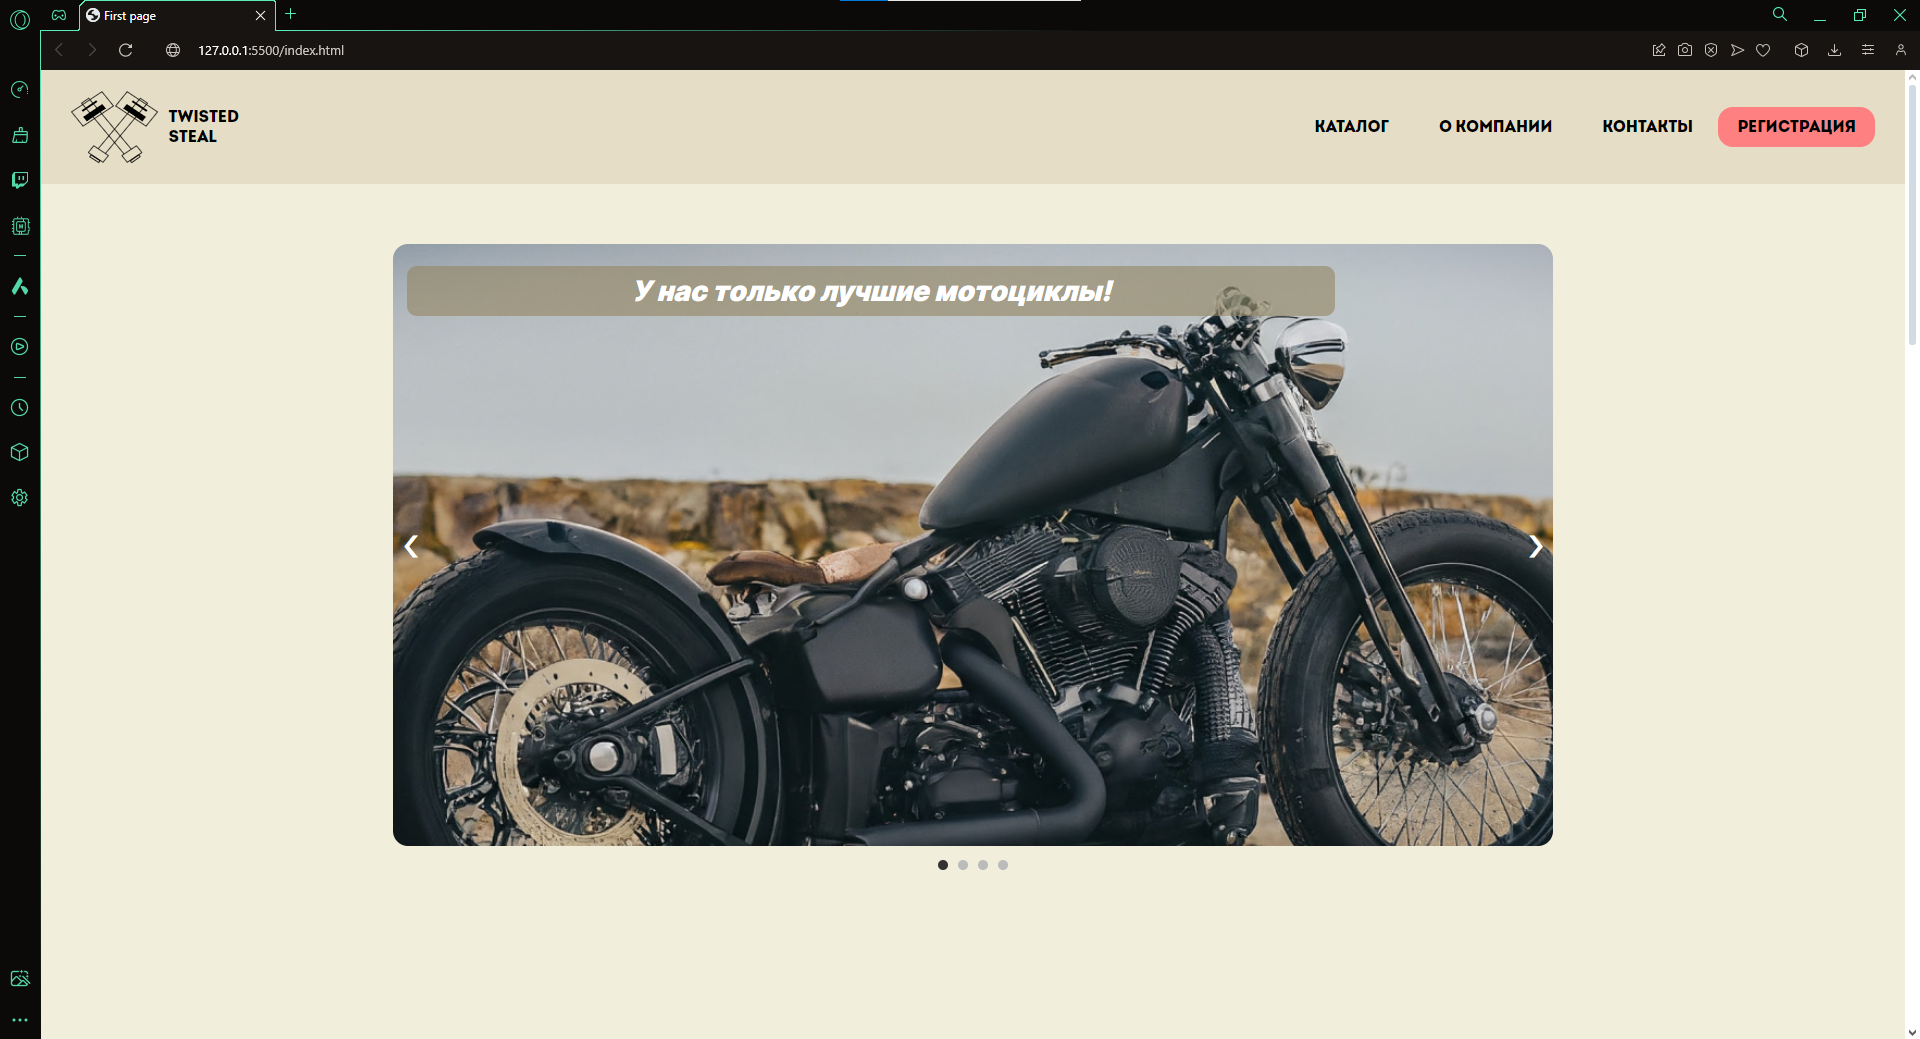 First page
127.0.0.1:5500/index.html
TWISTED
STEAL
КАТАЛОГ
О КОМПАНИИ
КОНТАКТЫ
РЕГИСТРАЦИЯ
У нас только лучшие мотоциклы!